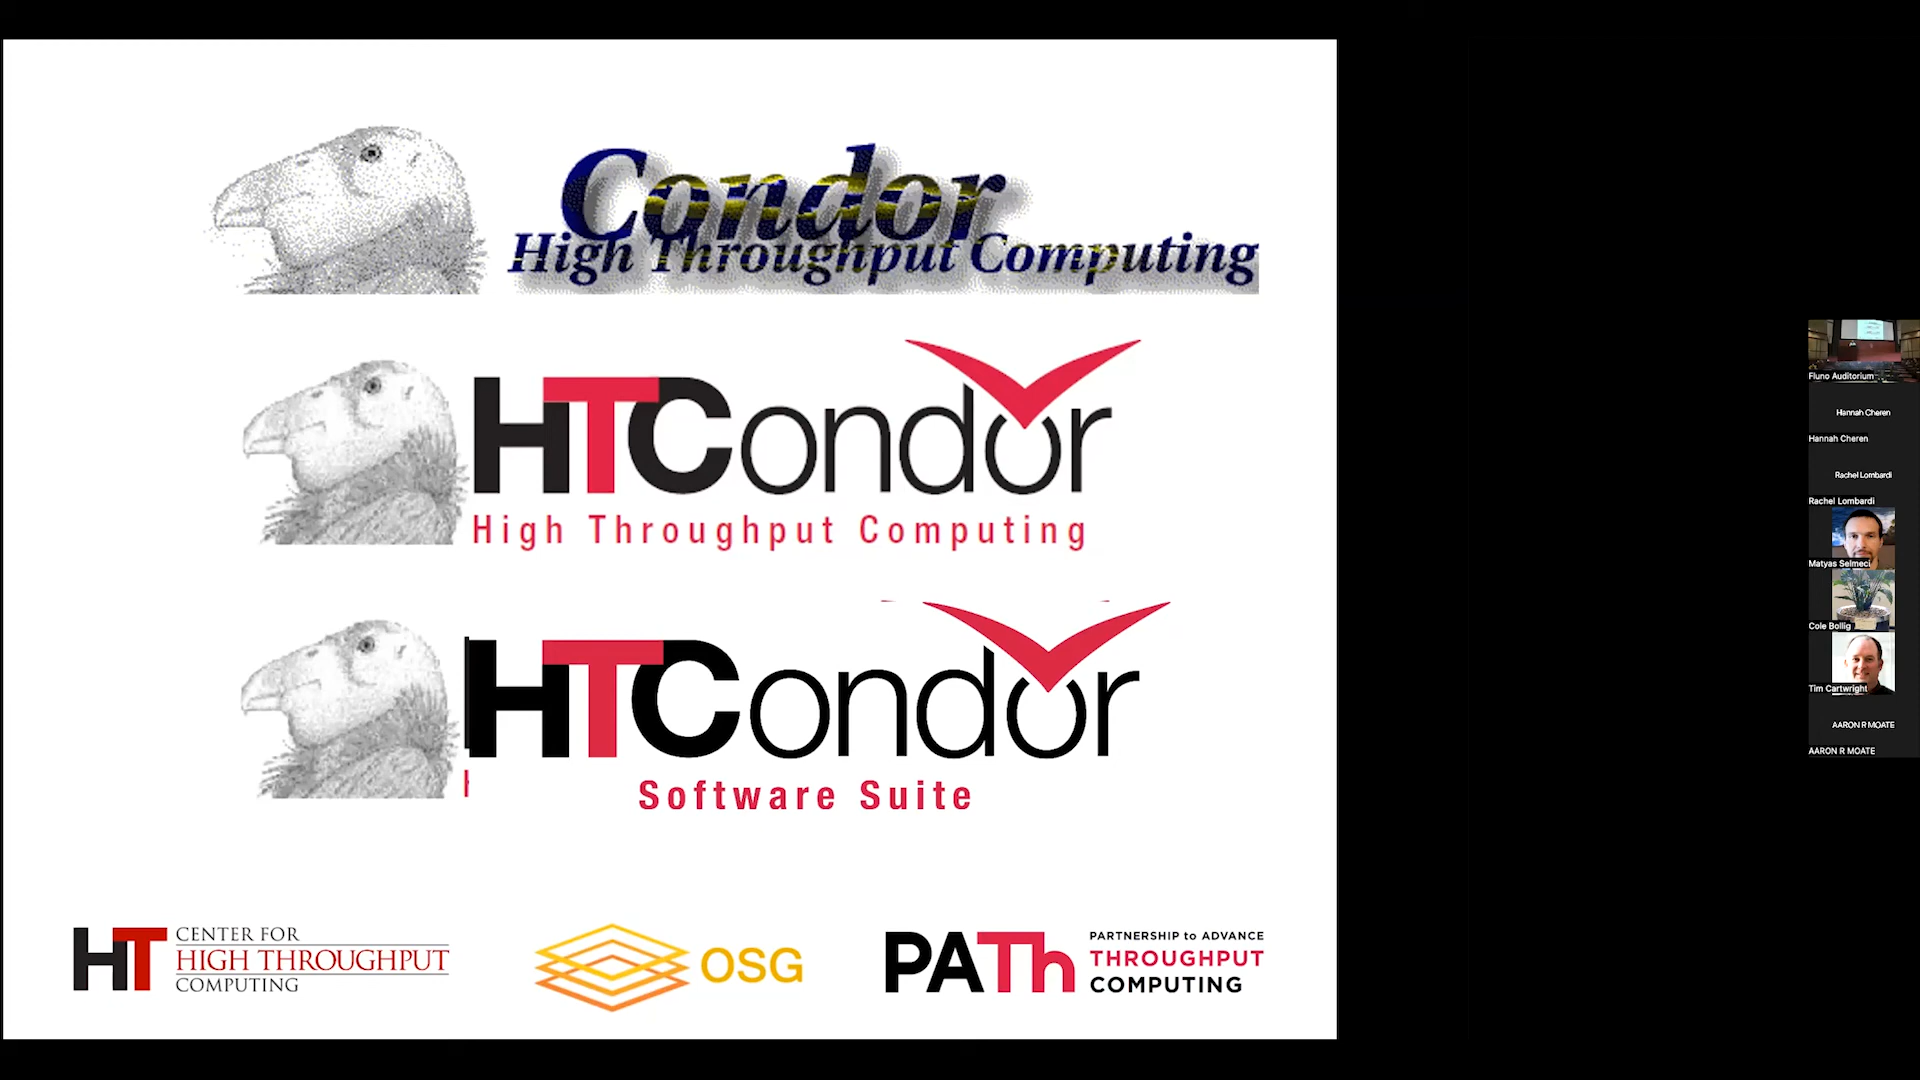 Condor
High Throughput Computing
HTCondor
High Throughput Computing
HTCondor
Software Suite
HT CENTER FOR
HIGH THROUGHPUT
COMPUTING
OSG
PATh PARTNERSHIP to ADVANCE
THROUGHPUT
COMPUTING
Fluno Auditorium
Hannah Cheren
Hannah Cheren
Rachel Lombardi
Rachel Lombardi
Matyas Selmeci
Cole Bollig
Tim Cartwright
AARON R MOATE
AARON R MOATE